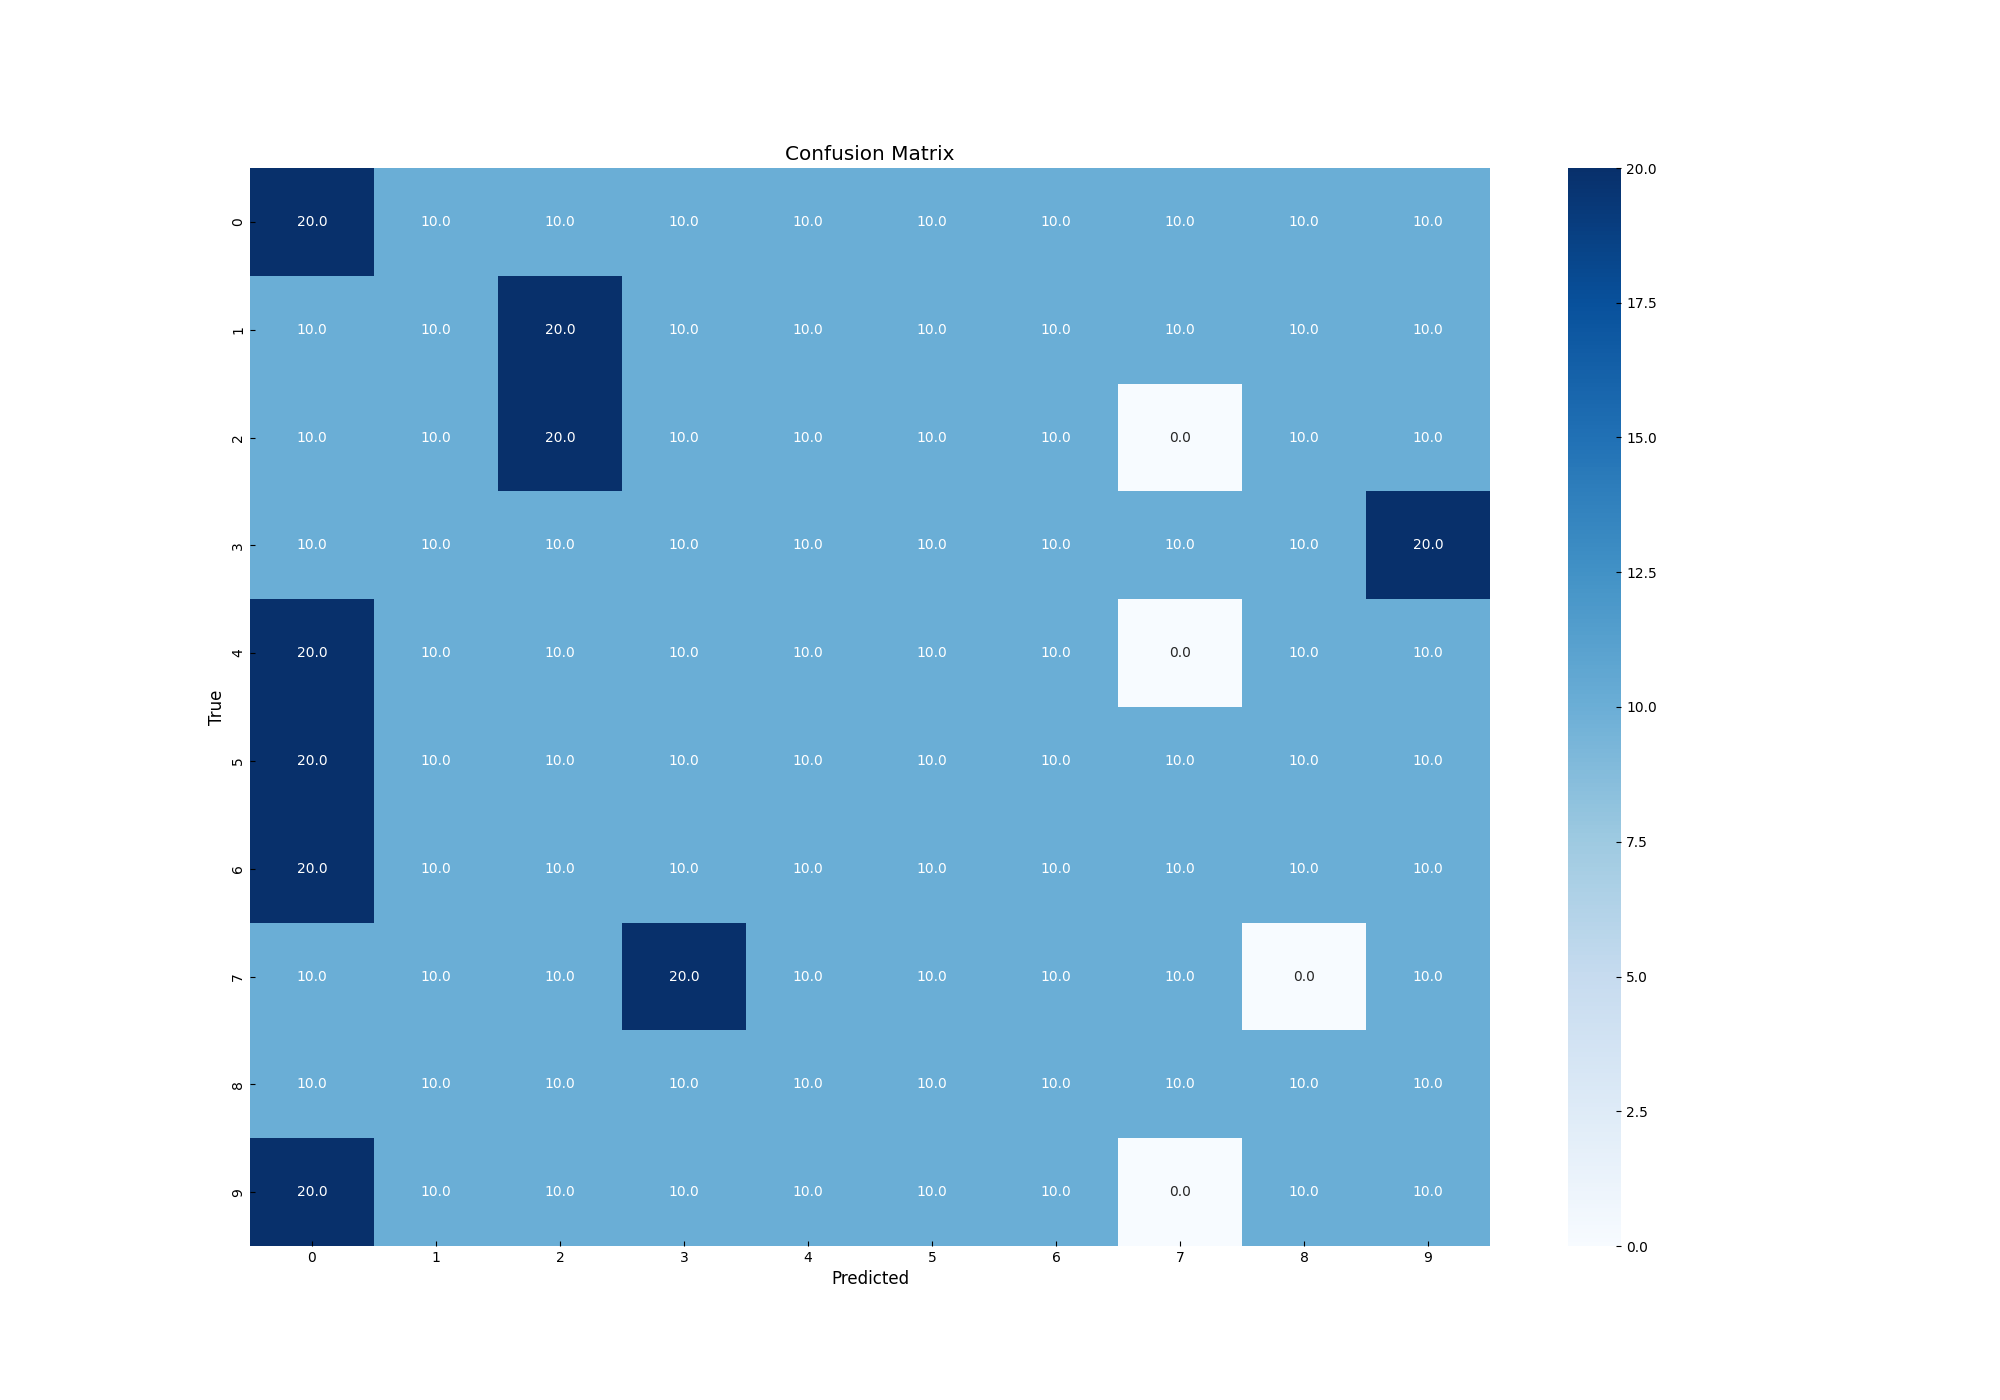 Confusion Matrix
0 20.0 10.0 10.0 10.0 10.0 10.0 10.0 10.0 10.0 10.0
1 10.0 10.0 20.0 10.0 10.0 10.0 10.0 10.0 10.0 10.0
2 10.0 10.0 20.0 10.0 10.0 10.0 10.0 0.0 10.0 10.0
3 10.0 10.0 10.0 10.0 10.0 10.0 10.0 10.0 10.0 20.0
4 20.0 10.0 10.0 10.0 10.0 10.0 10.0 0.0 10.0 10.0
5 20.0 10.0 10.0 10.0 10.0 10.0 10.0 10.0 10.0 10.0
6 20.0 10.0 10.0 10.0 10.0 10.0 10.0 10.0 10.0 10.0
7 10.0 10.0 10.0 20.0 10.0 10.0 10.0 10.0 0.0 10.0
8 10.0 10.0 10.0 10.0 10.0 10.0 10.0 10.0 10.0 10.0
9 20.0 10.0 10.0 10.0 10.0 10.0 10.0 0.0 10.0 10.0
0 1 2 3 4 5 6 7 8 9
Predicted
True
20.0
17.5
15.0
12.5
10.0
7.5
5.0
2.5
0.0